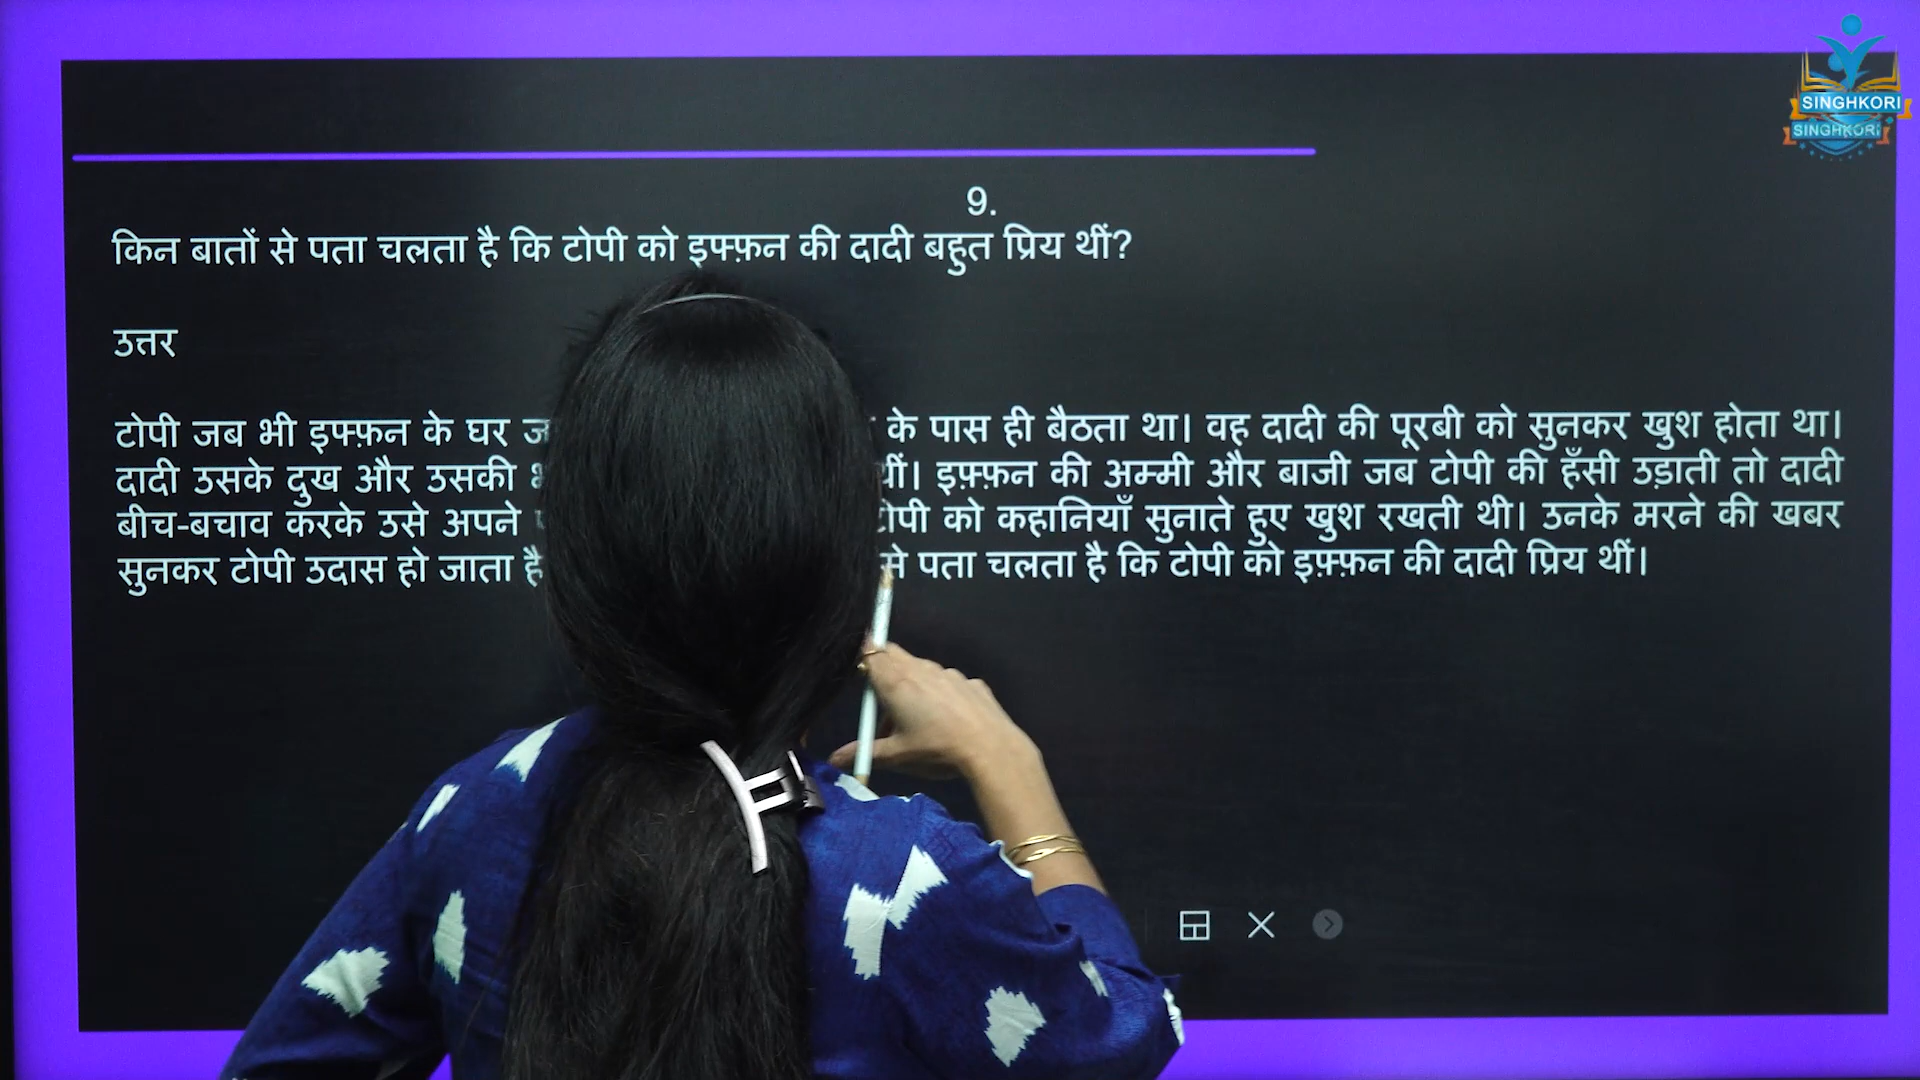 SINGHKORI
SINGHKORI
9.
किन बातों से पता चलता है कि टोपी को इफ्फ़न की दादी बहुत प्रिय थीं?
उत्तर
टोपी जब भी इफ्फ़न के घर के पास ही बैठता था। वह दादी की पूरबी को सुनकर खुश होता था।
दादी उसके दुख और उसकी इफ़्फ़न की अम्मी और बाजी जब टोपी की हँसी उड़ाती तो दादी
बीच-बचाव करके उसे अपने को कहानियाँ सुनाते हुए खुश रखती थी। उनके मरने की खबर
सुनकर टोपी उदास हो जाता पता चलता है कि टोपी को इफ़्फ़न की दादी प्रिय थीं।